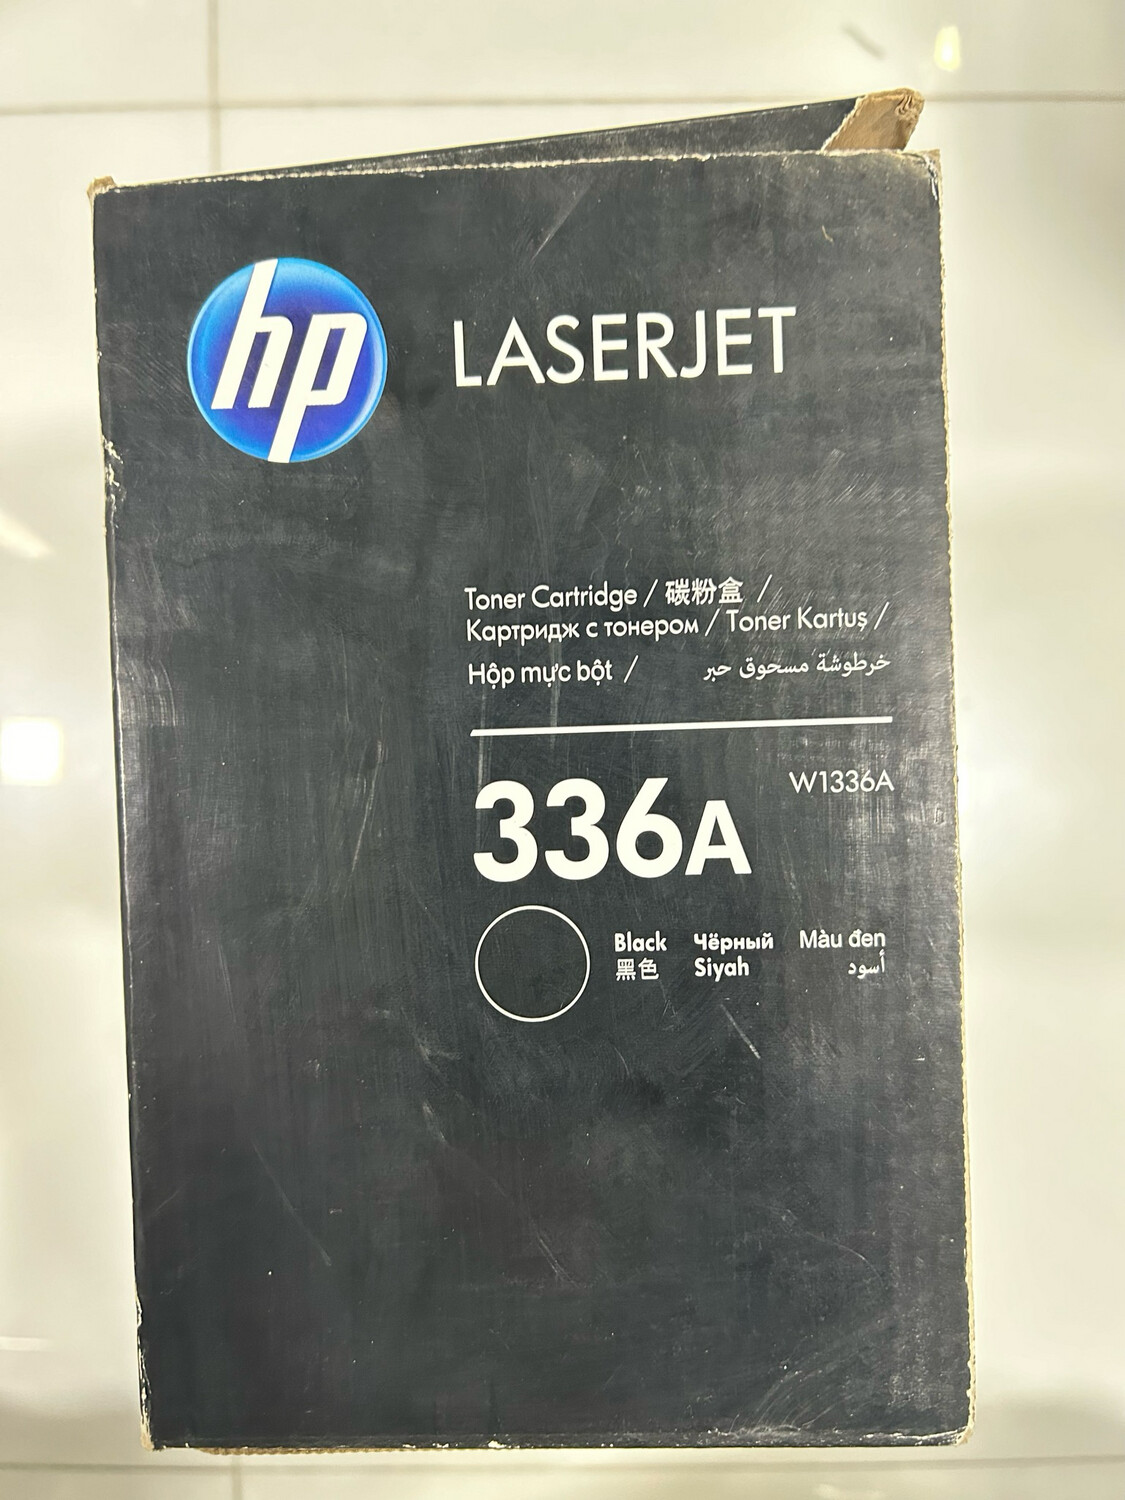 hp
LASERJET
Toner Cartridge / 碳粉盒 /
Картридж с тонером / Toner Kartuş /
Hộp mực bột / خرطوشة مسحوق حبر
W1336A
336A
Black Чёрный Màu đen
黑色 Siyah أسود